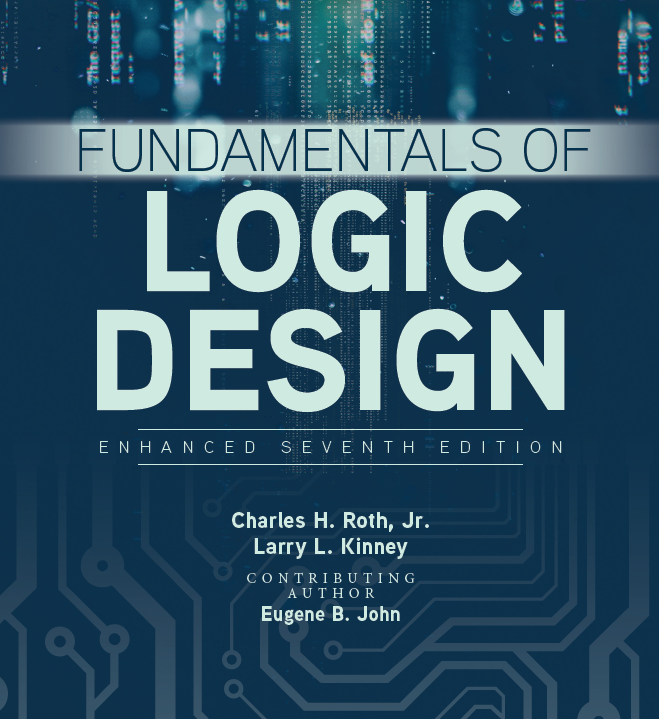 FUNDAMENTALS OF
LOGIC
DESIGN
ENHANCED SEVENTH EDITION
Charles H. Roth, Jr.
Larry L. Kinney
CONTRIBUTING
AUTHOR
Eugene B. John